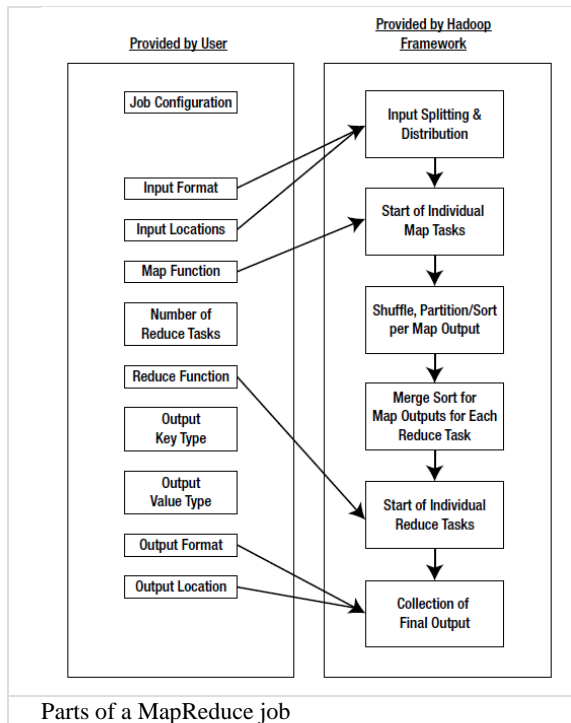 Provided by User
Job Configuration
Input Format
Input Locations
Map Function
Number of
Reduce Tasks
Reduce Function
Output
Key Type
Output
Value Type
Output Format
Output Location
Provided by Hadoop
Framework
Input Splitting &
Distribution
Start of Individual
Map Tasks
Shuffle, Partition/Sort
per Map Output
Merge Sort for
Map Outputs for Each
Reduce Task
Start of Individual
Reduce Tasks
Collection of
Final Output
Parts of a MapReduce job